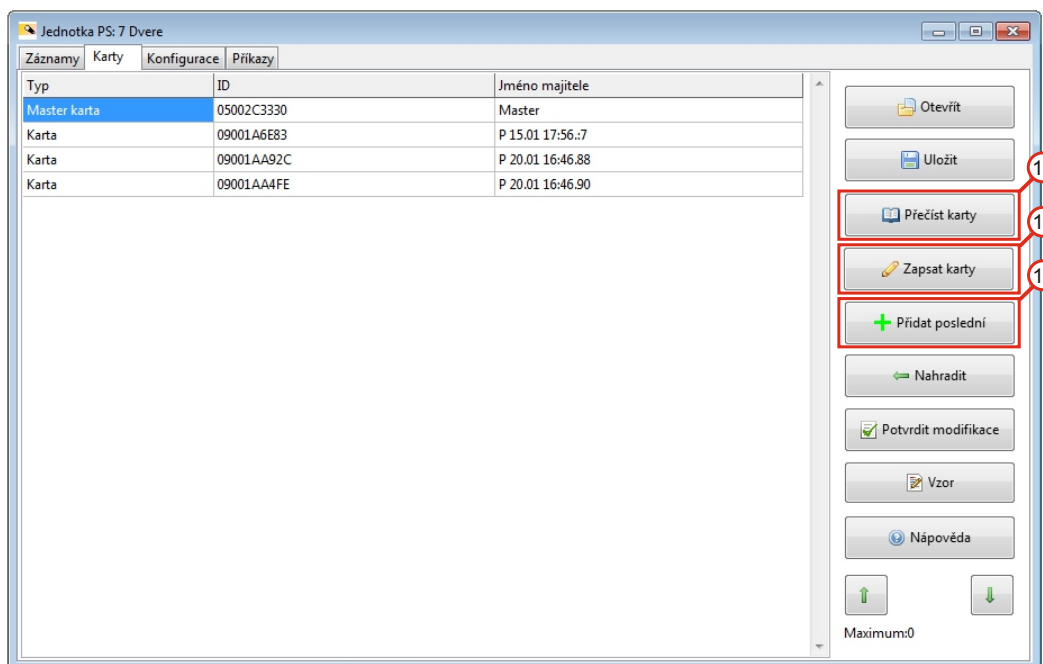 Jednotka PS: 7 Dvere
Záznamy Karty Konfigurace Příkazy
Typ ID Jméno majitele
Master karta 05002C3330 Master
Karta 09001A6E83 P 15.01 17:56.:7
Karta 09001AA92C P 20.01 16:46.88
Karta 09001AA4FE P 20.01 16:46.90
Otevřít
Uložit
1
Přečíst karty
1
Zapsat karty
1
Přidat poslední
Nahradit
Potvrdit modifikace
Vzor
Nápověda
Maximum:0